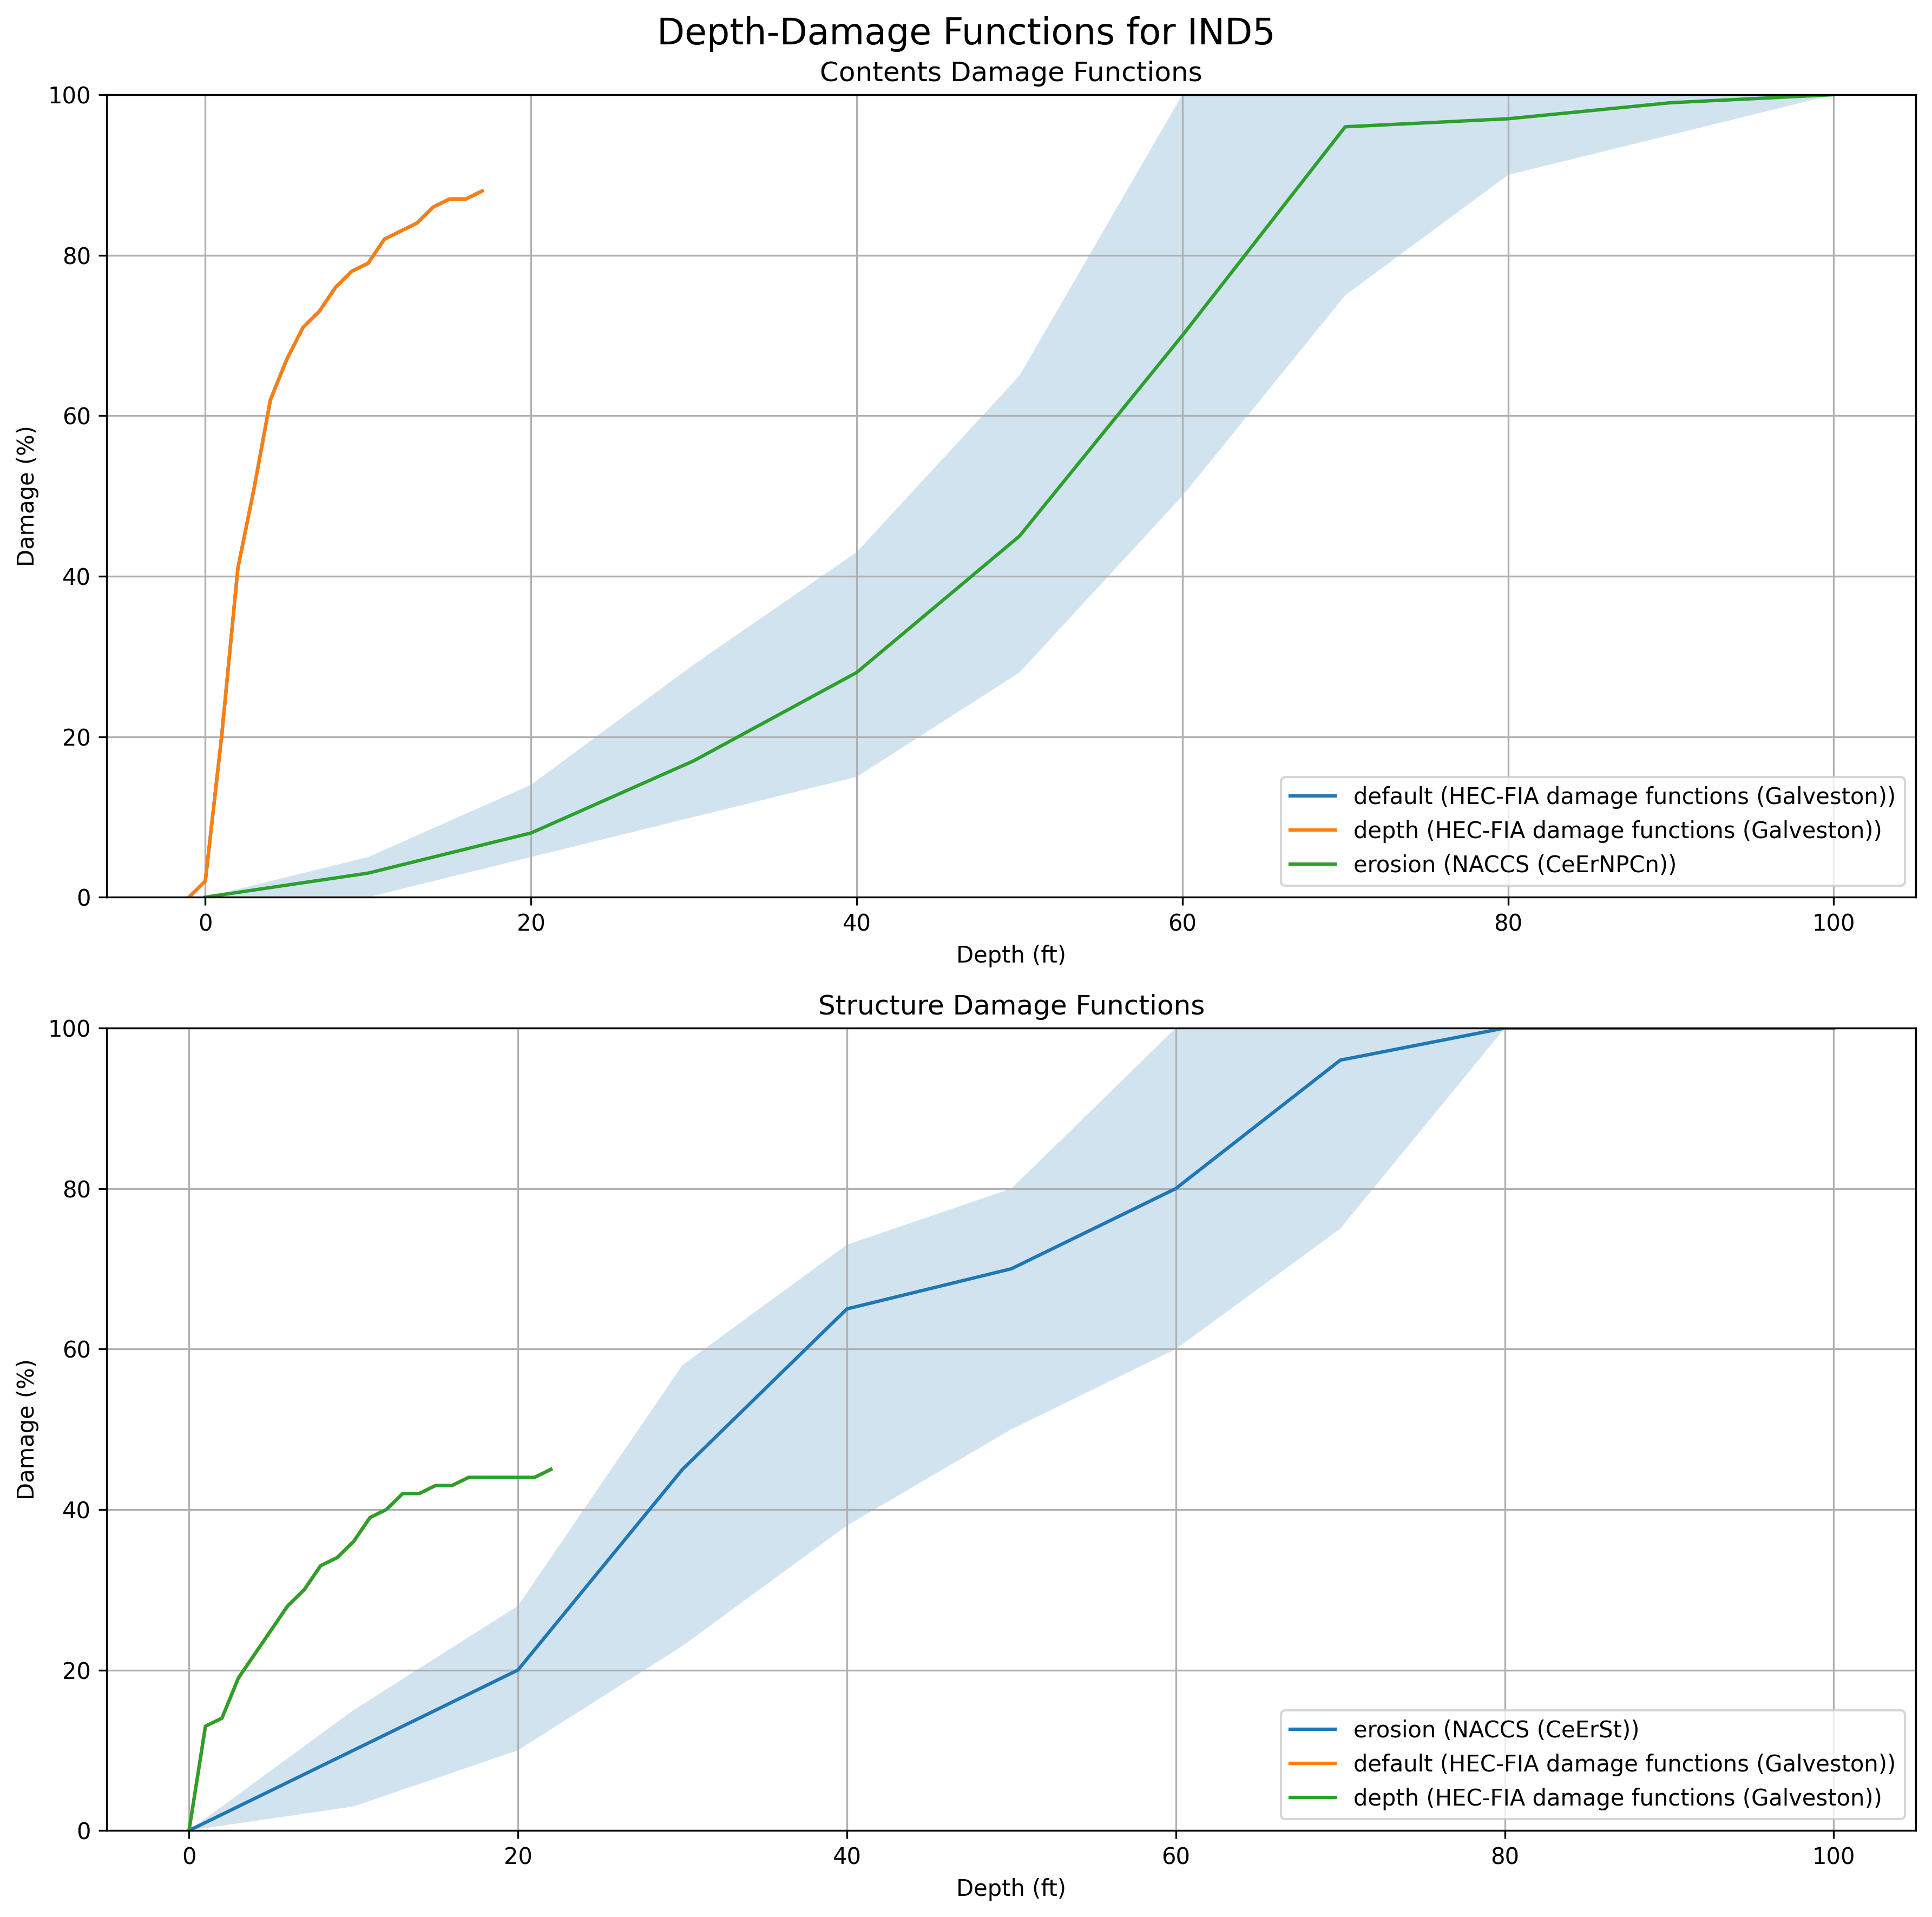 Depth-Damage Functions for IND5
Contents Damage Functions
100
80
60
40
20
0
Damage (%)
0 20 40 60 80 100
Depth (ft)
default (HEC-FIA damage functions (Galveston))
depth (HEC-FIA damage functions (Galveston))
erosion (NACCS (CeErNPCn))
Structure Damage Functions
100
80
60
40
20
0
Damage (%)
0 20 40 60 80 100
Depth (ft)
erosion (NACCS (CeErSt))
default (HEC-FIA damage functions (Galveston))
depth (HEC-FIA damage functions (Galveston))